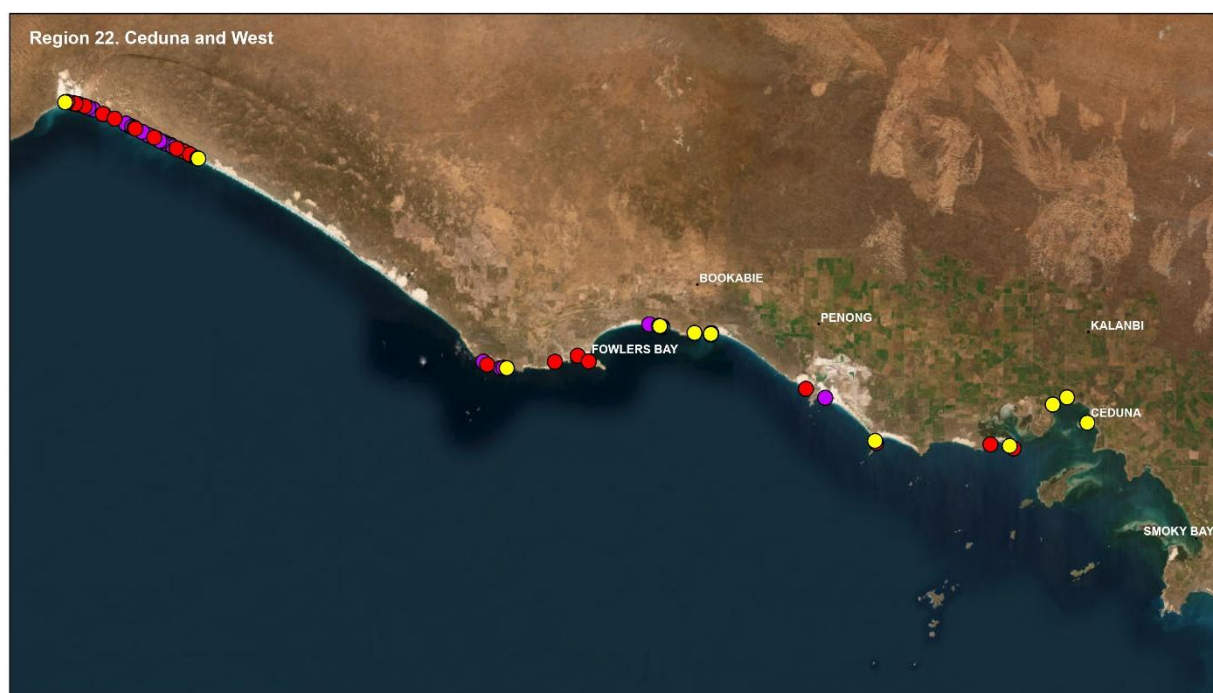 Region 22. Ceduna and West
BOOKABIE
PENONG
KALANBI
FOWLERS BAY
CEDUNA
SMOKY BAY